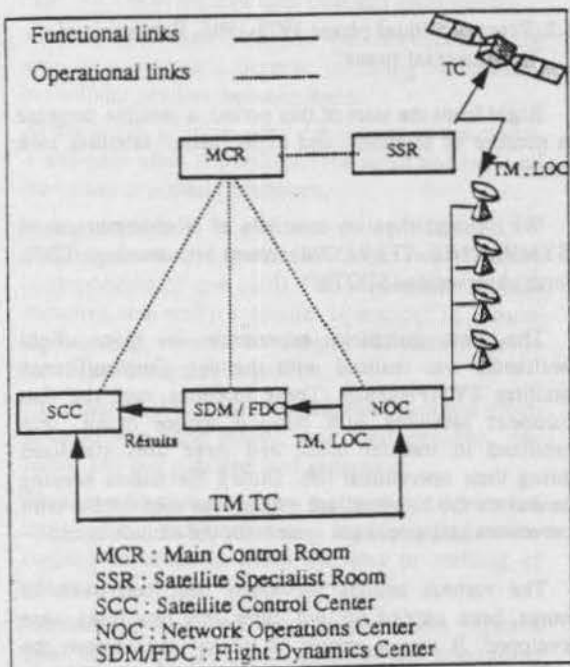 Functional links
Operational links
TC
MCR
SSR
TM, LOC
SCC
SDM / FDC
NOC
Résults
TM, LOC,
TM TC
MCR : Main Control Room
SSR : Satellite Specialist Room
SCC : Satellite Control Center
NOC : Network Operations Center
SDM/FDC : Flight Dynamics Center